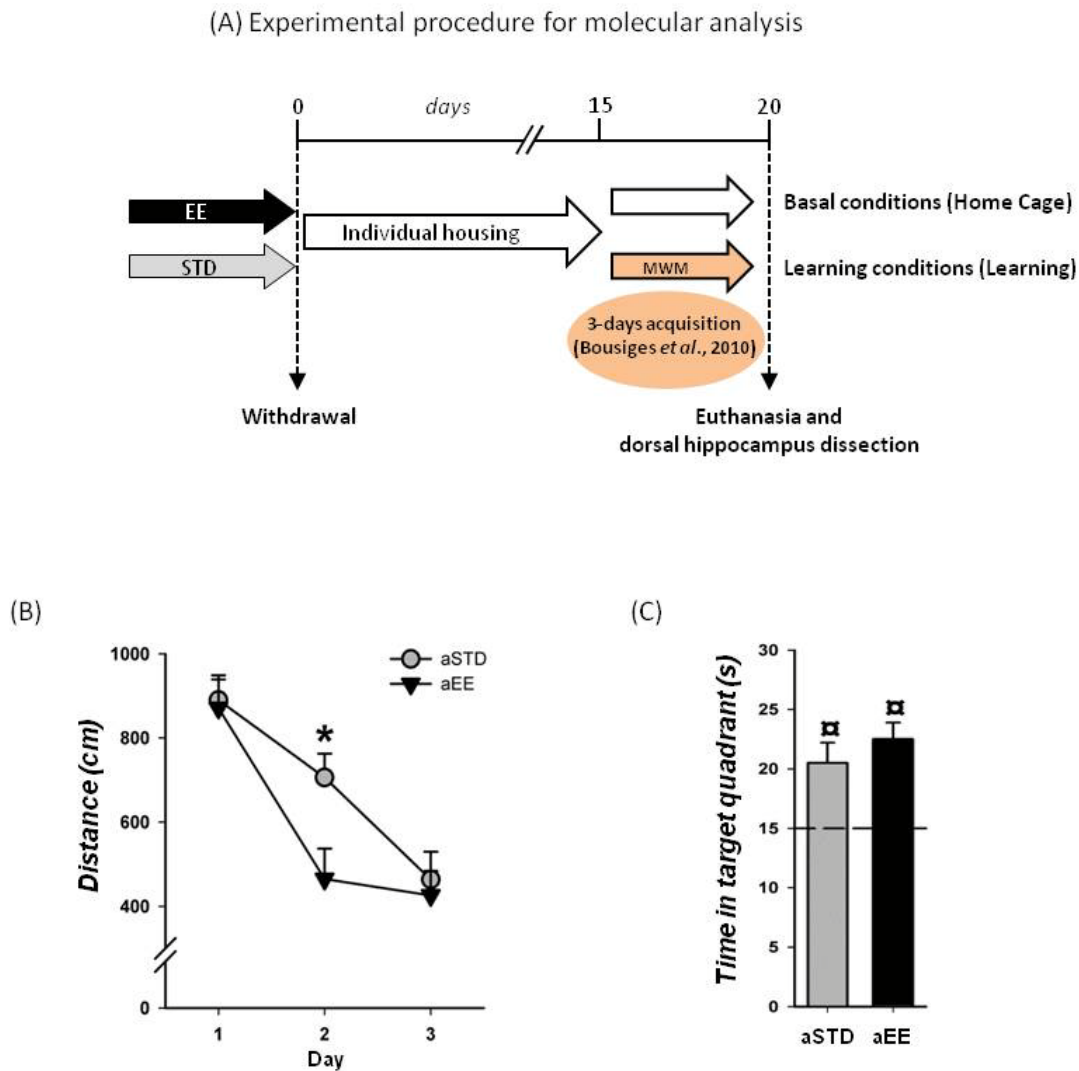 (A) Experimental procedure for molecular analysis
0
days
15
20
EE
STD
Individual housing
MWM
Basal conditions (Home Cage)
Learning conditions (Learning)
3-days acquisition
(Bousiges et al., 2010)
Withdrawal
Euthanasia and
dorsal hippocampus dissection
(B)
Distance (cm)
1000
800
600
400
0
1
2
3
Day
aSTD
aEE
*
(C)
Time in target quadrant (s)
30
25
20
15
10
5
0
¤
¤
aSTD
aEE